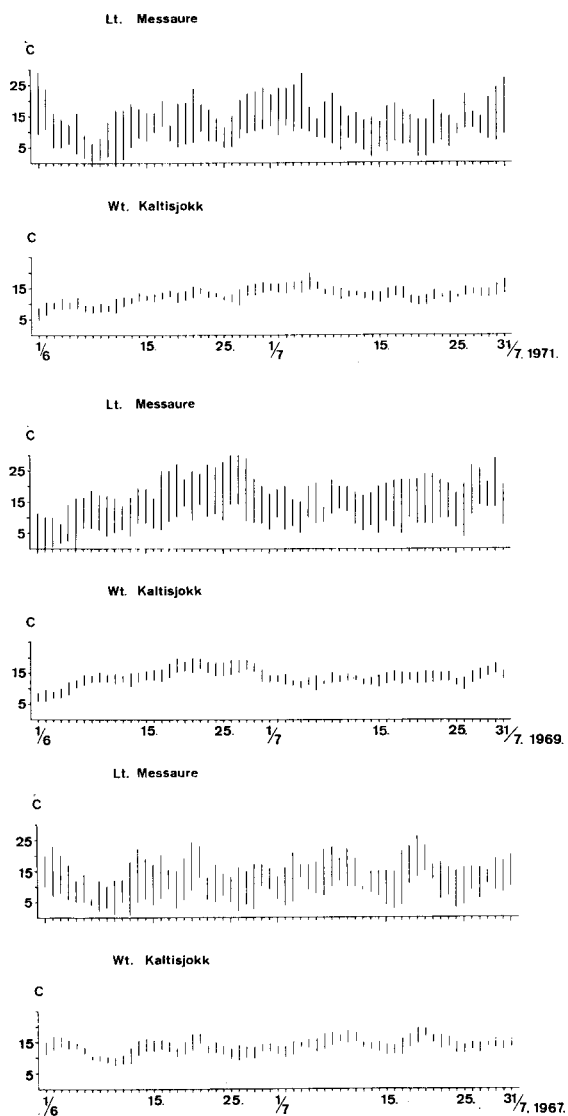 Lt. Messaure
C
25
15
5
Wt. Kaltisjokk
C
15
5
1/6 15. 25. 1/7 15. 25. 31/7. 1971.
Lt. Messaure
C
25
15
5
Wt. Kaltisjokk
C
15
5
1/6 15. 25. 1/7 15. 25. 31/7. 1969.
Lt. Messaure
C
25
15
5
Wt. Kaltisjokk
C
15
5
1/6 15. 25. 1/7 15. 25. 31/7. 1967.